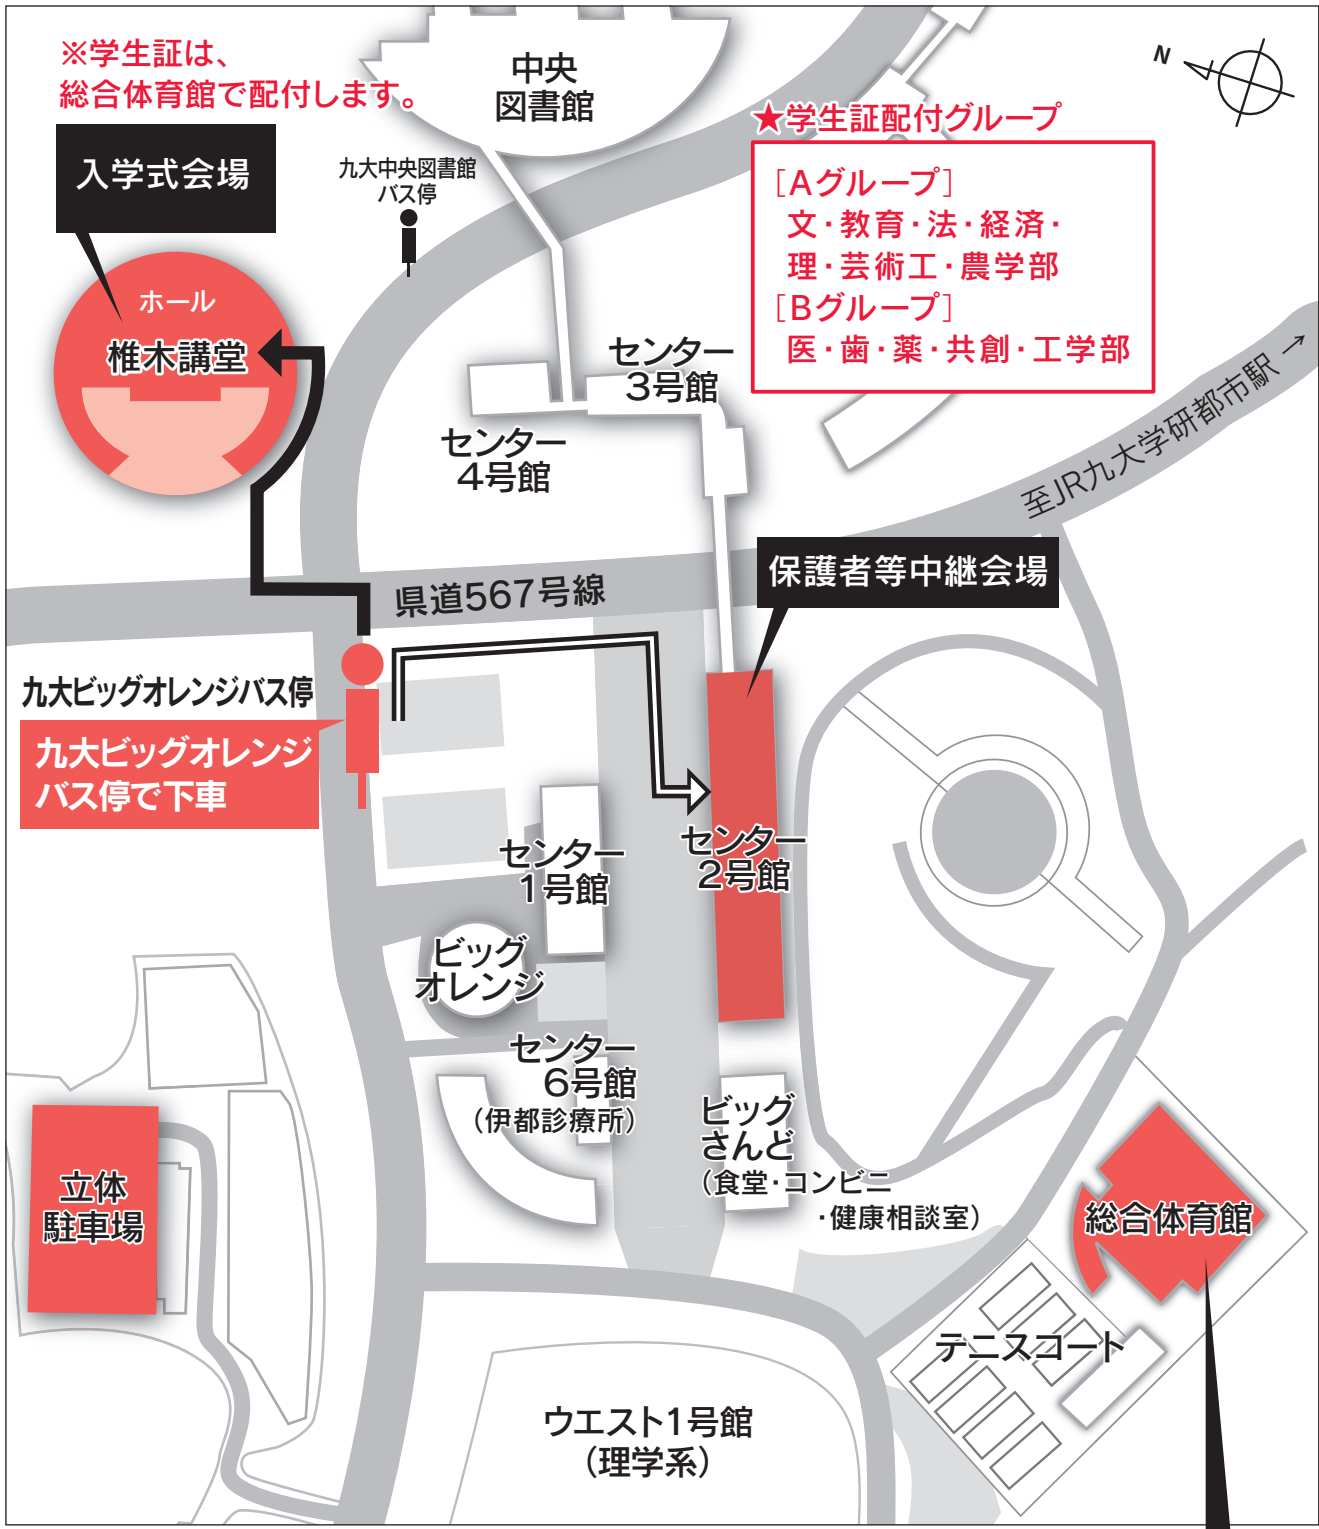 ※学生証は、
総合体育館で配付します。
入学式会場
ホール
椎木講堂
中央
図書館
九大中央図書館
バス停
N
★学生証配付グループ
[Aグループ]
文・教育・法・経済・
理・芸術工・農学部
[Bグループ]
医・歯・薬・共創・工学部
センター
3号館
センター
4号館
至JR九大学研都市駅→
保護者等中継会場
県道567号線
九大ビッグオレンジバス停
九大ビッグオレンジ
バス停で下車
センター
1号館
センター
2号館
ビッグ
オレンジ
センター
6号館
(伊都診療所)
ビッグ
さんど
(食堂・コンビニ
・健康相談室)
立体
駐車場
総合体育館
テニスコート
ウエスト1号館
(理学系)